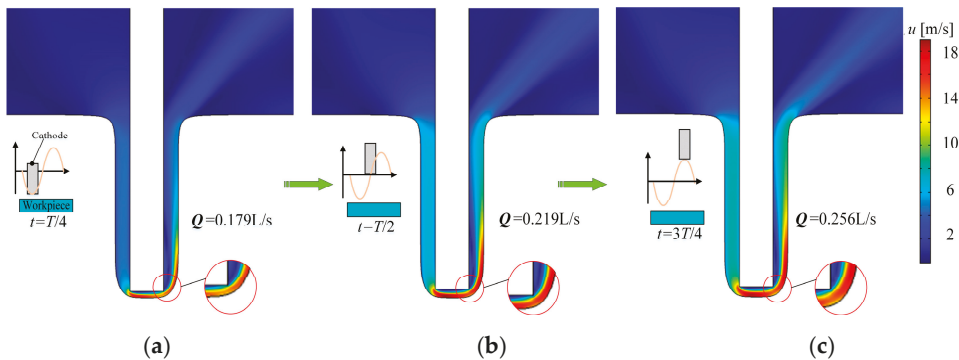 u [m/s]
18
14
10
6
2
Cathode
Workpiece
t=T/4
Q=0.179L/s
(a)
t−T/2
Q=0.219L/s
(b)
t=3T/4
Q=0.256L/s
(c)